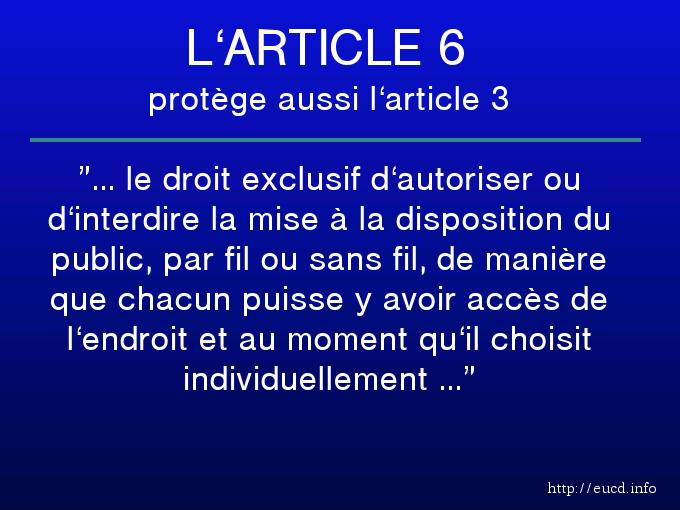 L‘ARTICLE 6
protège aussi l‘article 3
”... le droit exclusif d‘autoriser ou
d‘interdire la mise à la disposition du
public, par fil ou sans fil, de manière
que chacun puisse y avoir accès de
l‘endroit et au moment qu‘il choisit
individuellement ...”
http://eucd.info